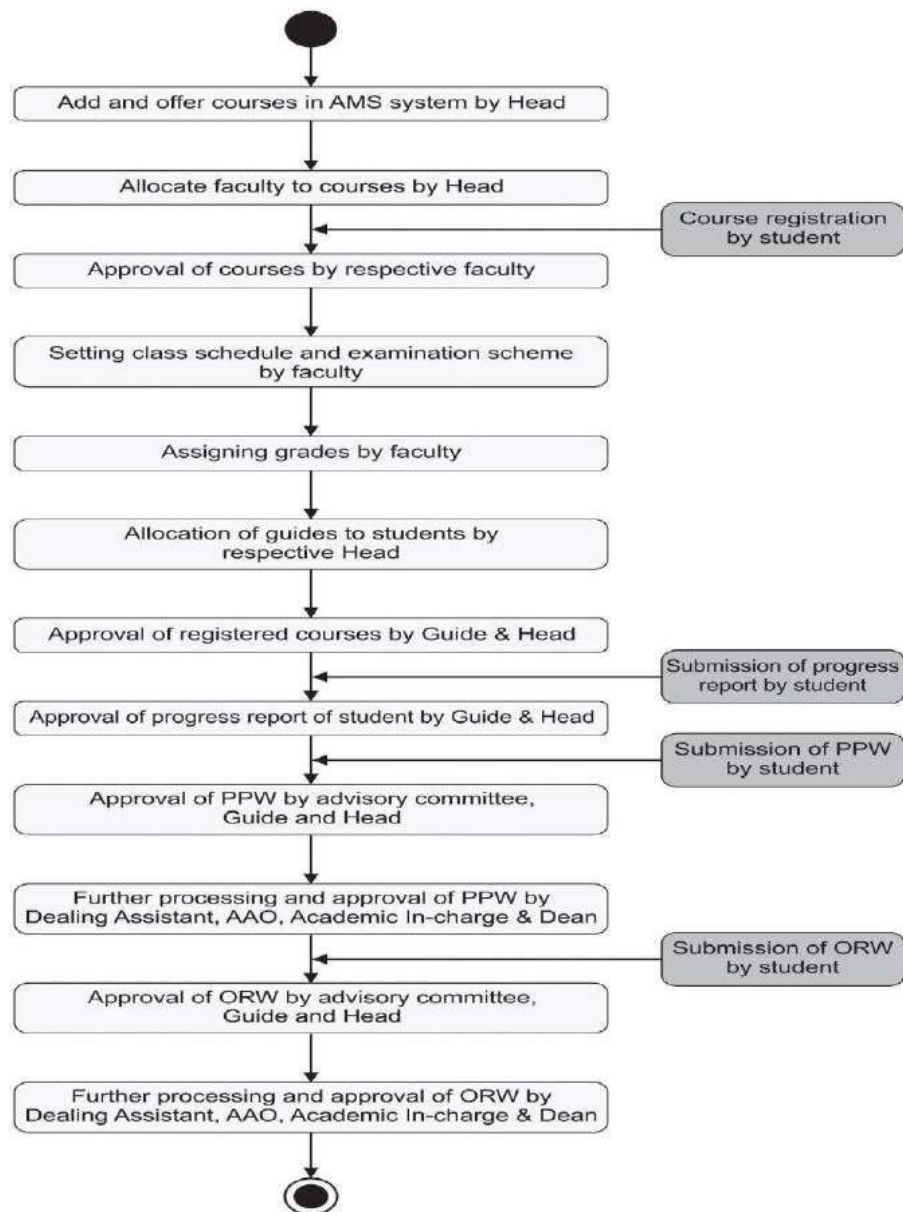 Add and offer courses in AMS system by Head
Allocate faculty to courses by Head
Course registration
by student
Approval of courses by respective faculty
Setting class schedule and examination scheme
by faculty
Assigning grades by faculty
Allocation of guides to students by
respective Head
Approval of registered courses by Guide & Head
Submission of progress
report by student
Approval of progress report of student by Guide & Head
Submission of PPW
by student
Approval of PPW by advisory committee,
Guide and Head
Further processing and approval of PPW by
Dealing Assistant, AAO, Academic In-charge & Dean
Submission of ORW
by student
Approval of ORW by advisory committee,
Guide and Head
Further processing and approval of ORW by
Dealing Assistant, AAO, Academic In-charge & Dean